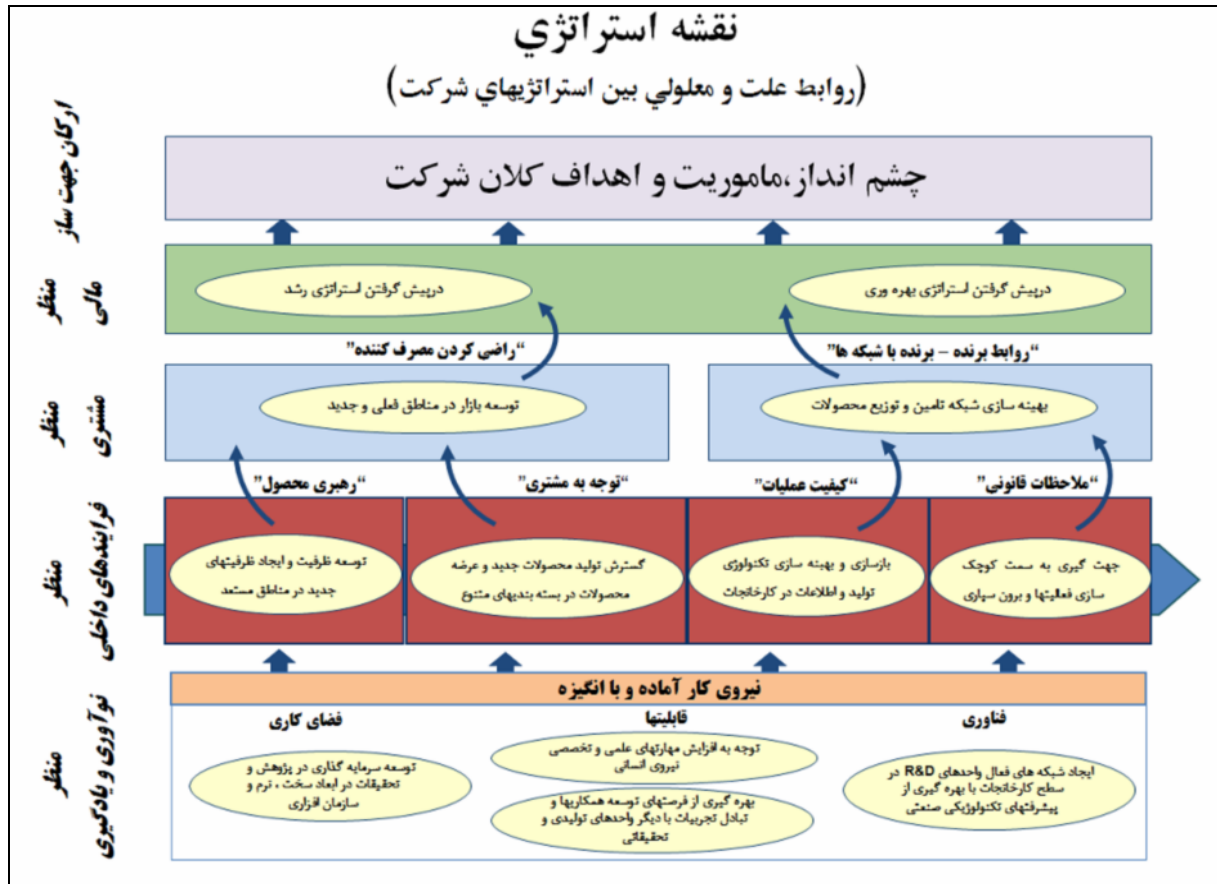 نقشه استراتژي
(روابط علت و معلولي بين استراتژيهاي شركت)
ارکان جهت ساز
چشم انداز،ماموریت و اهداف کلان شرکت
منظر
مالی
درپیش گرفتن استراتژی بهره وری
درپیش گرفتن استراتژی رشد
“روابط برنده – برنده با شبکه ها”
“راضی کردن مصرف کننده”
منظر
مشتری
بهینه سازی شبکه تامین و توزیع محصولات
توسعه بازار در مناطق فعلی و جدید
“ملاحظات قانونی”
“کیفیت عملیات”
“توجه به مشتری”
“رهبری محصول”
منظر
فرایندهای داخلی
جهت گیری به سمت کوچک
سازی فعالیتها و برون سپاری
بازسازی و بهینه سازی تکنولوژی
تولید و اطلاعات در کارخانجات
گسترش تولید محصولات جدید و عرضه
محصولات در بسته بندیهای متنوع
توسعه ظرفیت و ایجاد ظرفیتهای
جدید در مناطق مستعد
منظر
نوآوری و یادگیری
نیروی کار آماده و با انگیزه
فناوری
قابلیتها
فضای کاری
ایجاد شبکه های فعال واحدهای R&D در
سطح کارخانجات با بهره گیری از
پیشرفتهای تکنولوژیکی صنعتی
توجه به افزایش مهارتهای علمی و تخصصی
نیروی انسانی
بهره گیری از فرصتهای توسعه همکاریها و
تبادل تجربیات با دیگر واحدهای تولیدی و
تحقیقاتی
توسعه سرمایه گذاری در پژوهش و
تحقیقات در ابعاد سخت ، نرم و
سازمان افزاری